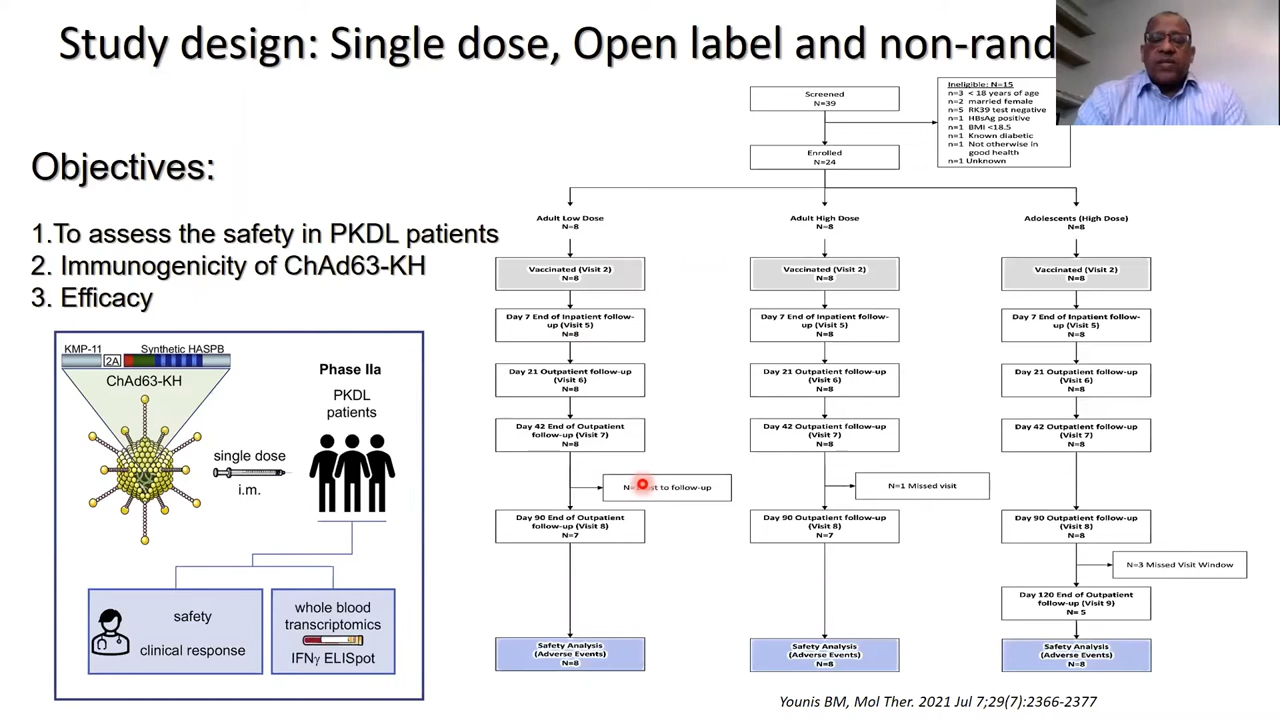 Study design: Single dose, Open label and non-rand
Objectives:
1.To assess the safety in PKDL patients
2. Immunogenicity of ChAd63-KH
3. Efficacy
KMP-11
2A
Synthetic HASPB
ChAd63-KH
single dose
i.m.
Phase IIa
PKDL
patients
safety
clinical response
whole blood
transcriptomics
IFNγ ELISpot
Screened
N=39
Ineligible: N=15
n=3 < 18 years of age
n=2 married female
n=5 RK39 test negative
n=1 HBsAg positive
n=1 BMI <18.5
n=1 Known diabetic
n=1 Not otherwise in
good health
n=1 Unknown
Enrolled
N=24
Adult Low Dose
N=8
Vaccinated (Visit 2)
N=8
Day 7 End of Inpatient follow-
up (Visit 5)
N=8
Day 21 Outpatient follow-up
(Visit 6)
N=8
Day 42 End of Outpatient
follow-up (Visit 7)
N=8
to follow-up
Day 90 End of Outpatient
follow-up (Visit 8)
N=7
Safety Analysis
(Adverse Events)
N=8
Adult High Dose
N=8
Vaccinated (Visit 2)
N=8
Day 7 End of Inpatient follow-
up (Visit 5)
N=8
Day 21 Outpatient follow-up
(Visit 6)
N=8
Day 42 Outpatient follow-up
(Visit 7)
N=8
N=1 Missed visit
Day 90 Outpatient follow-up
(Visit 8)
N=7
Safety Analysis
(Adverse Events)
N=8
Adolescents (High Dose)
N=8
Vaccinated (Visit 2)
N=8
Day 7 End of Inpatient follow-
up (Visit 5)
N=8
Day 21 Outpatient follow-up
(Visit 6)
N=8
Day 42 Outpatient follow-up
(Visit 7)
N=8
Day 90 Outpatient follow-up
(Visit 8)
N=8
N=3 Missed Visit Window
Day 120 End of Outpatient
follow-up (Visit 9)
N= 5
Safety Analysis
(Adverse Events)
N=8
Younis BM, Mol Ther. 2021 Jul 7;29(7):2366-2377